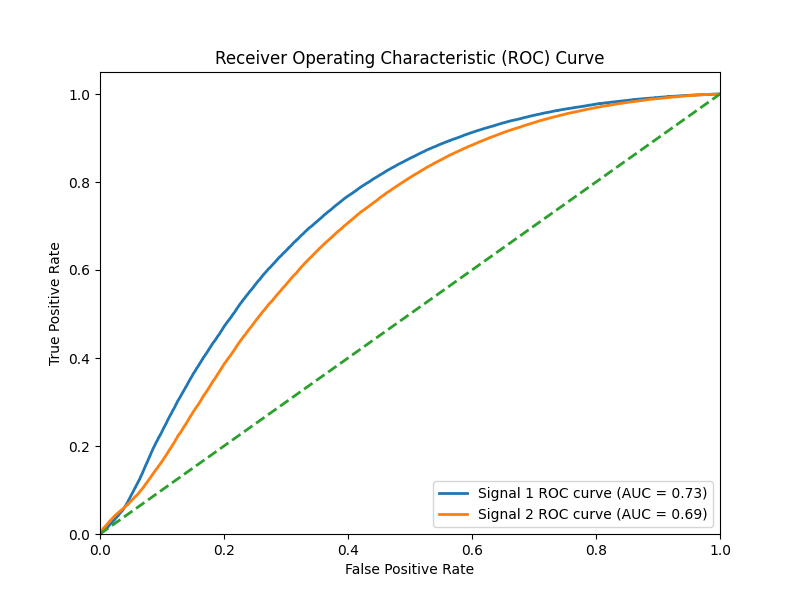 Receiver Operating Characteristic (ROC) Curve
1.0
0.8
0.6
0.4
0.2
0.0
True Positive Rate
Signal 1 ROC curve (AUC = 0.73)
Signal 2 ROC curve (AUC = 0.69)
0.0 0.2 0.4 0.6 0.8 1.0
False Positive Rate